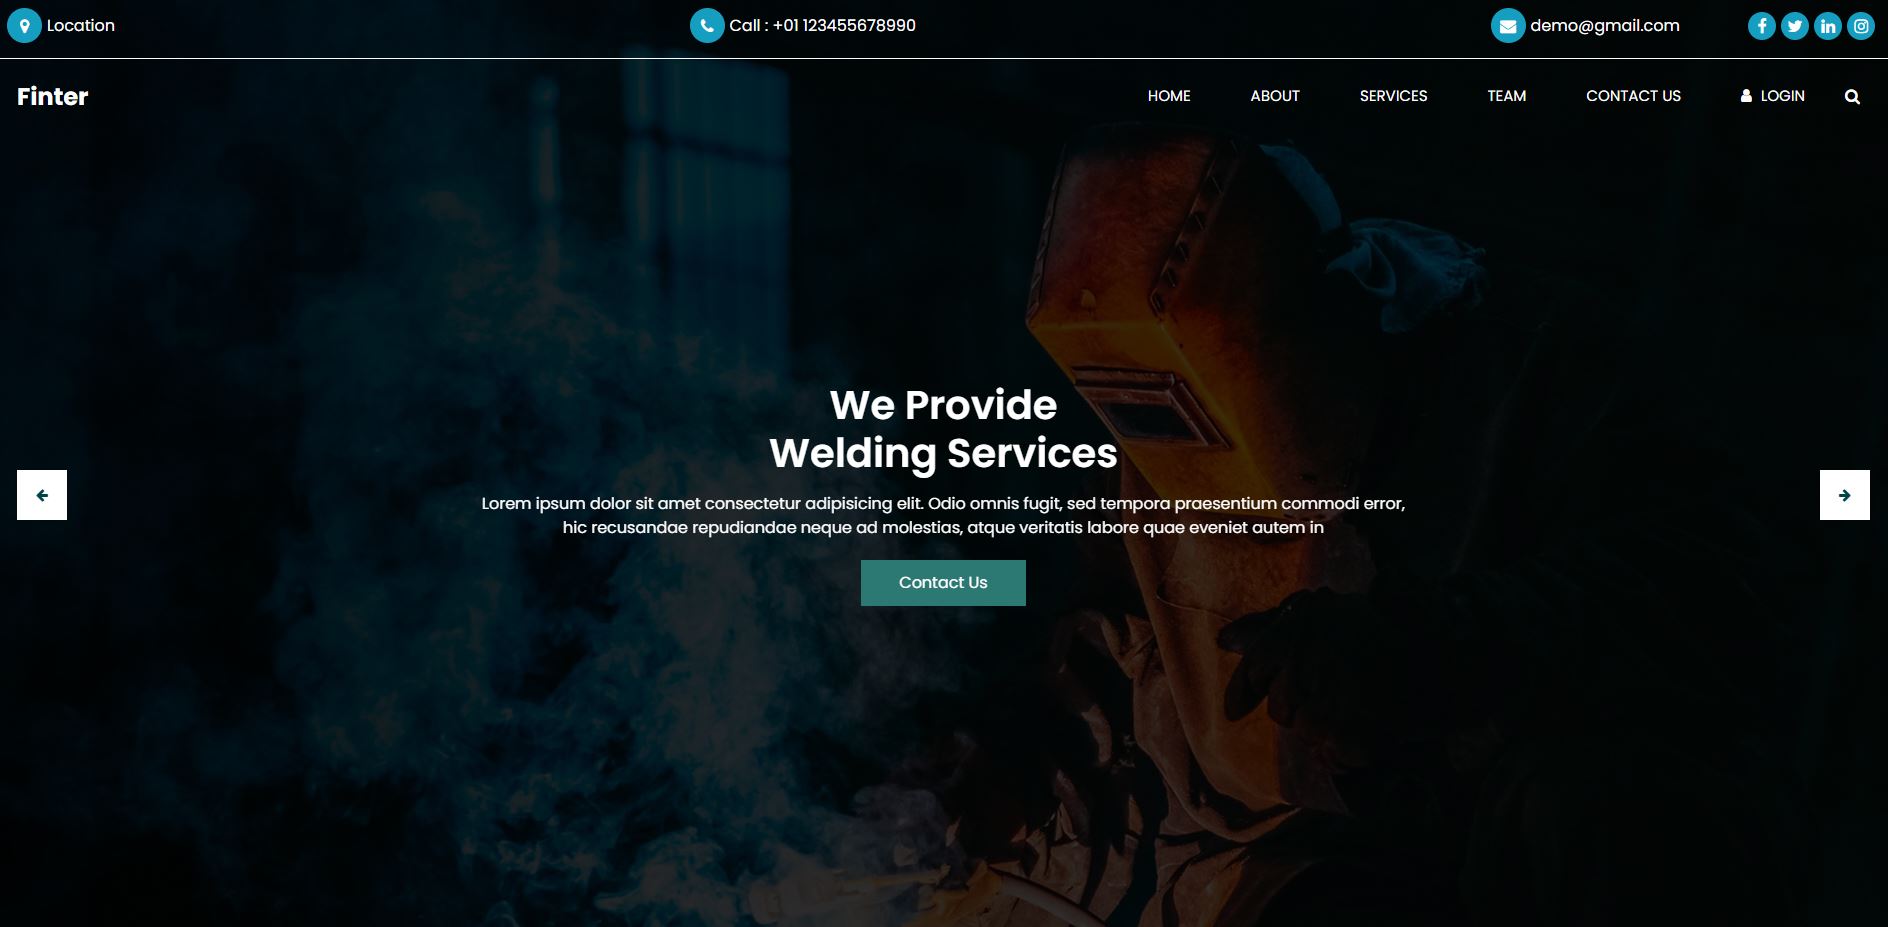 Location
Call : +01 123455678990
demo@gmail.com
Finter
HOME
ABOUT
SERVICES
TEAM
CONTACT US
LOGIN
We Provide
Welding Services
Lorem ipsum dolor sit amet consectetur adipisicing elit. Odio omnis fugit, sed tempora praesentium commodi error,
hic recusandae repudiandae neque ad molestias, atque veritatis labore quae eveniet autem in
Contact Us